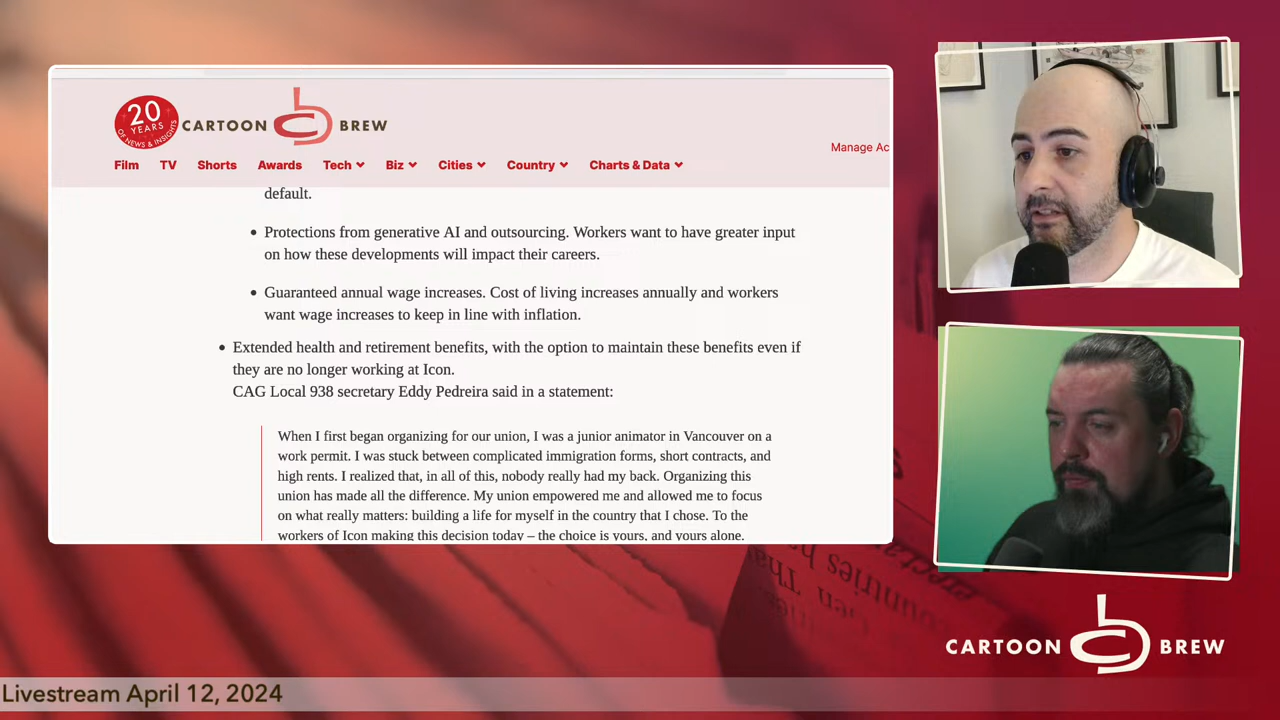 20
YEARS
OF NEWS & INSIGHTS
CARTOON BREW
Manage Ac
Film TV Shorts Awards Tech Biz Cities Country Charts & Data
default.
• Protections from generative AI and outsourcing. Workers want to have greater input
on how these developments will impact their careers.
• Guaranteed annual wage increases. Cost of living increases annually and workers
want wage increases to keep in line with inflation.
• Extended health and retirement benefits, with the option to maintain these benefits even if
they are no longer working at Icon.
CAG Local 938 secretary Eddy Pedreira said in a statement:
When I first began organizing for our union, I was a junior animator in Vancouver on a
work permit. I was stuck between complicated immigration forms, short contracts, and
high rents. I realized that, in all of this, nobody really had my back. Organizing this
union has made all the difference. My union empowered me and allowed me to focus
on what really matters: building a life for myself in the country that I chose. To the
workers of Icon making this decision today – the choice is yours, and yours alone.
CARTOON BREW
Livestream April 12, 2024